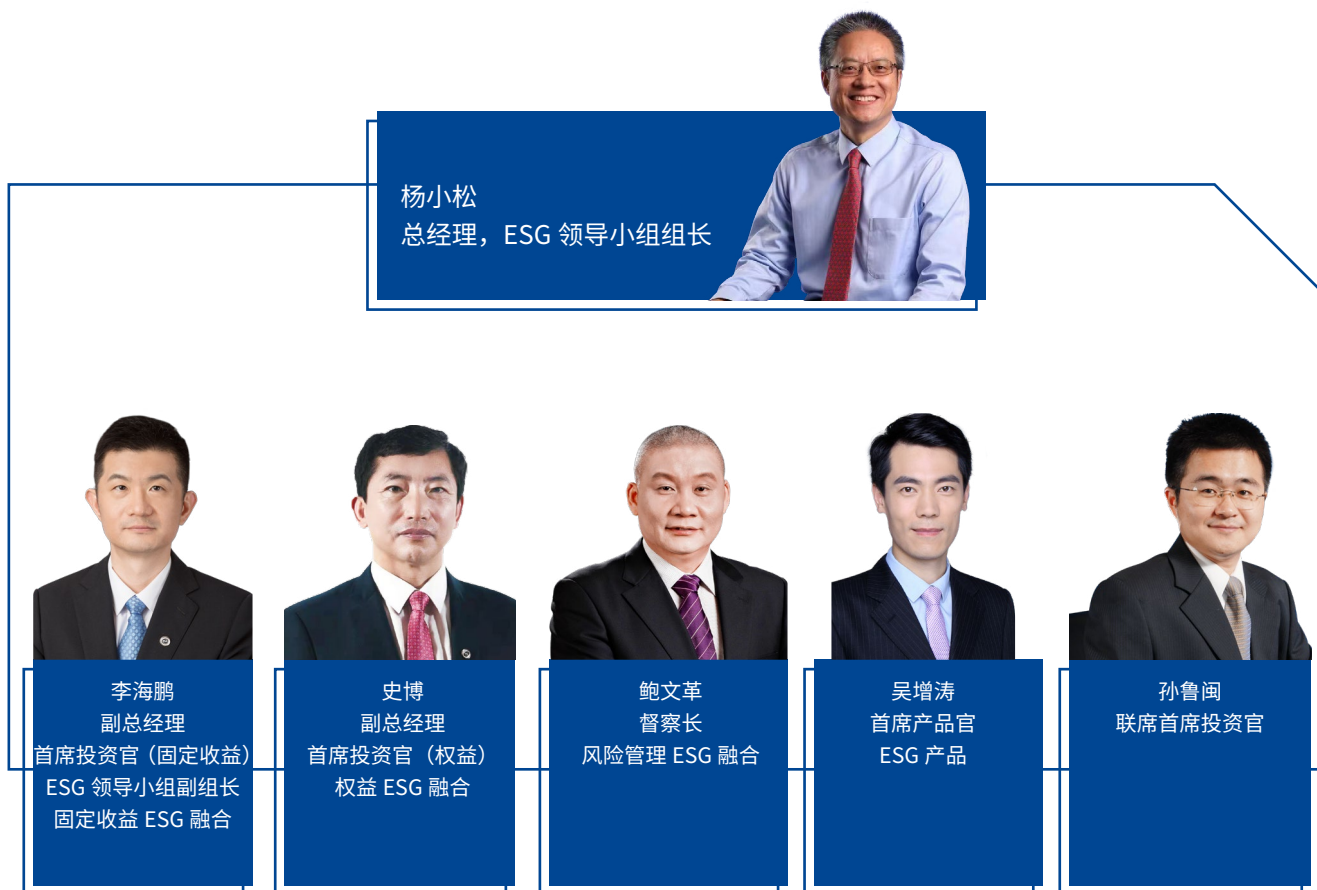 杨小松
总经理，ESG 领导小组组长
李海鹏
副总经理
首席投资官（固定收益）
ESG 领导小组副组长
固定收益 ESG 融合
史博
副总经理
首席投资官（权益）
权益 ESG 融合
鲍文革
督察长
风险管理 ESG 融合
吴增涛
首席产品官
ESG 产品
孙鲁闽
联席首席投资官